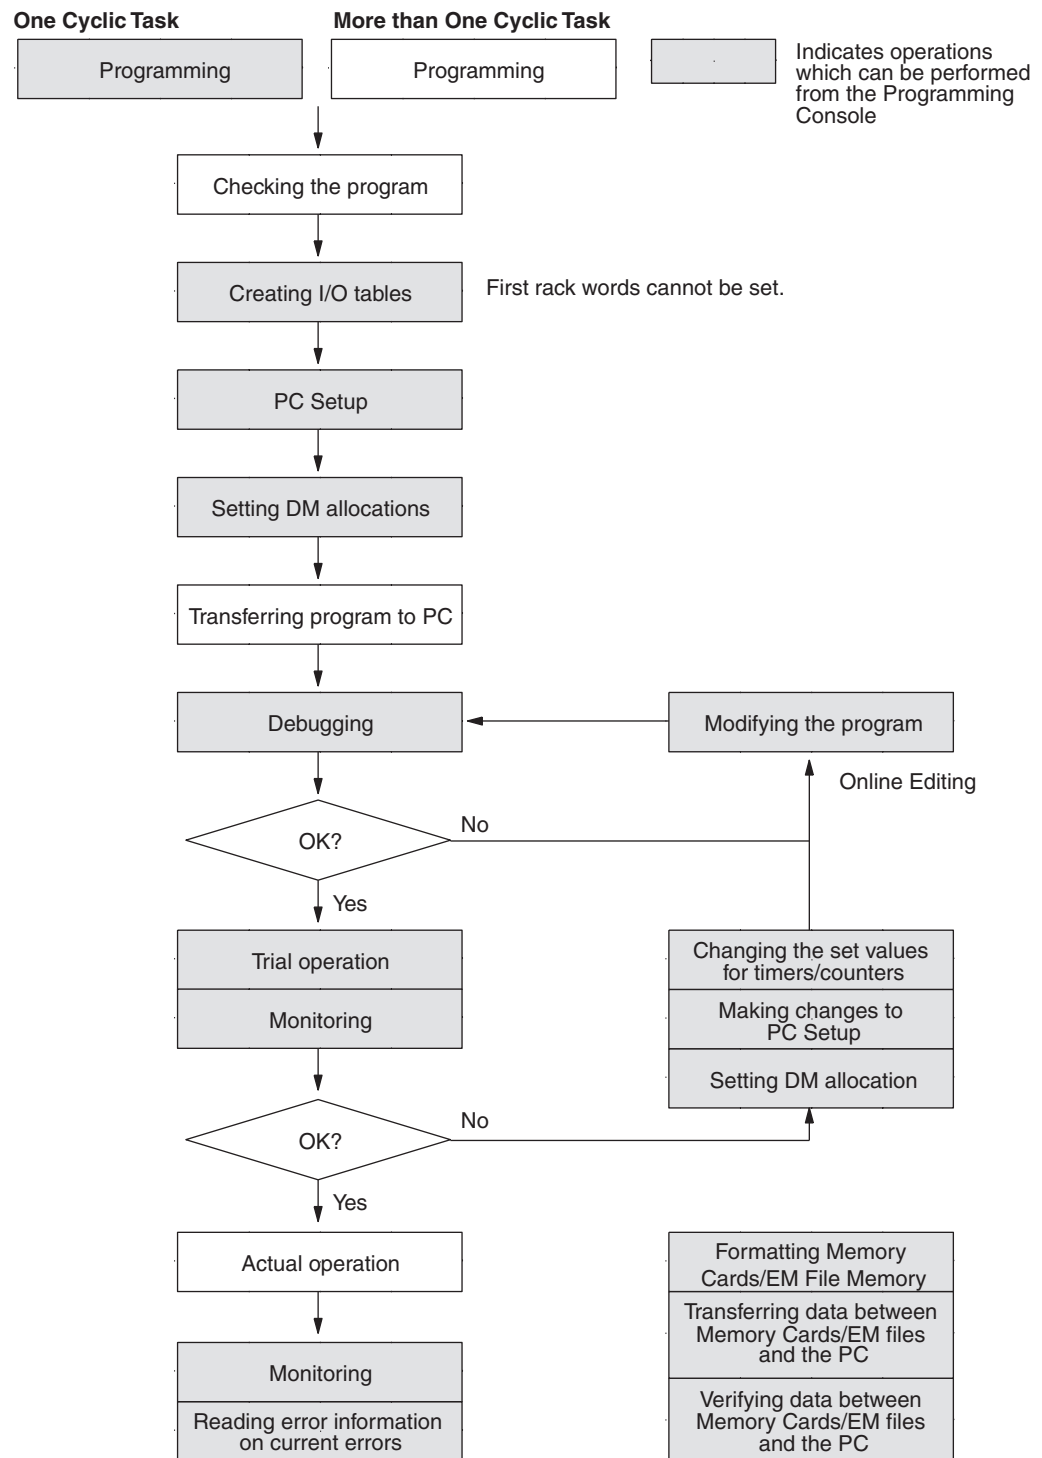 One Cyclic Task
More than One Cyclic Task
Programming
Programming
Indicates operations
which can be performed
from the Programming
Console
Checking the program
Creating I/O tables
First rack words cannot be set.
PC Setup
Setting DM allocations
Transferring program to PC
Debugging
Modifying the program
Online Editing
OK?
No
Yes
Trial operation
Monitoring
Changing the set values
for timers/counters
Making changes to
PC Setup
Setting DM allocation
OK?
No
Yes
Actual operation
Monitoring
Reading error information
on current errors
Formatting Memory
Cards/EM File Memory
Transferring data between
Memory Cards/EM files
and the PC
Verifying data between
Memory Cards/EM files
and the PC